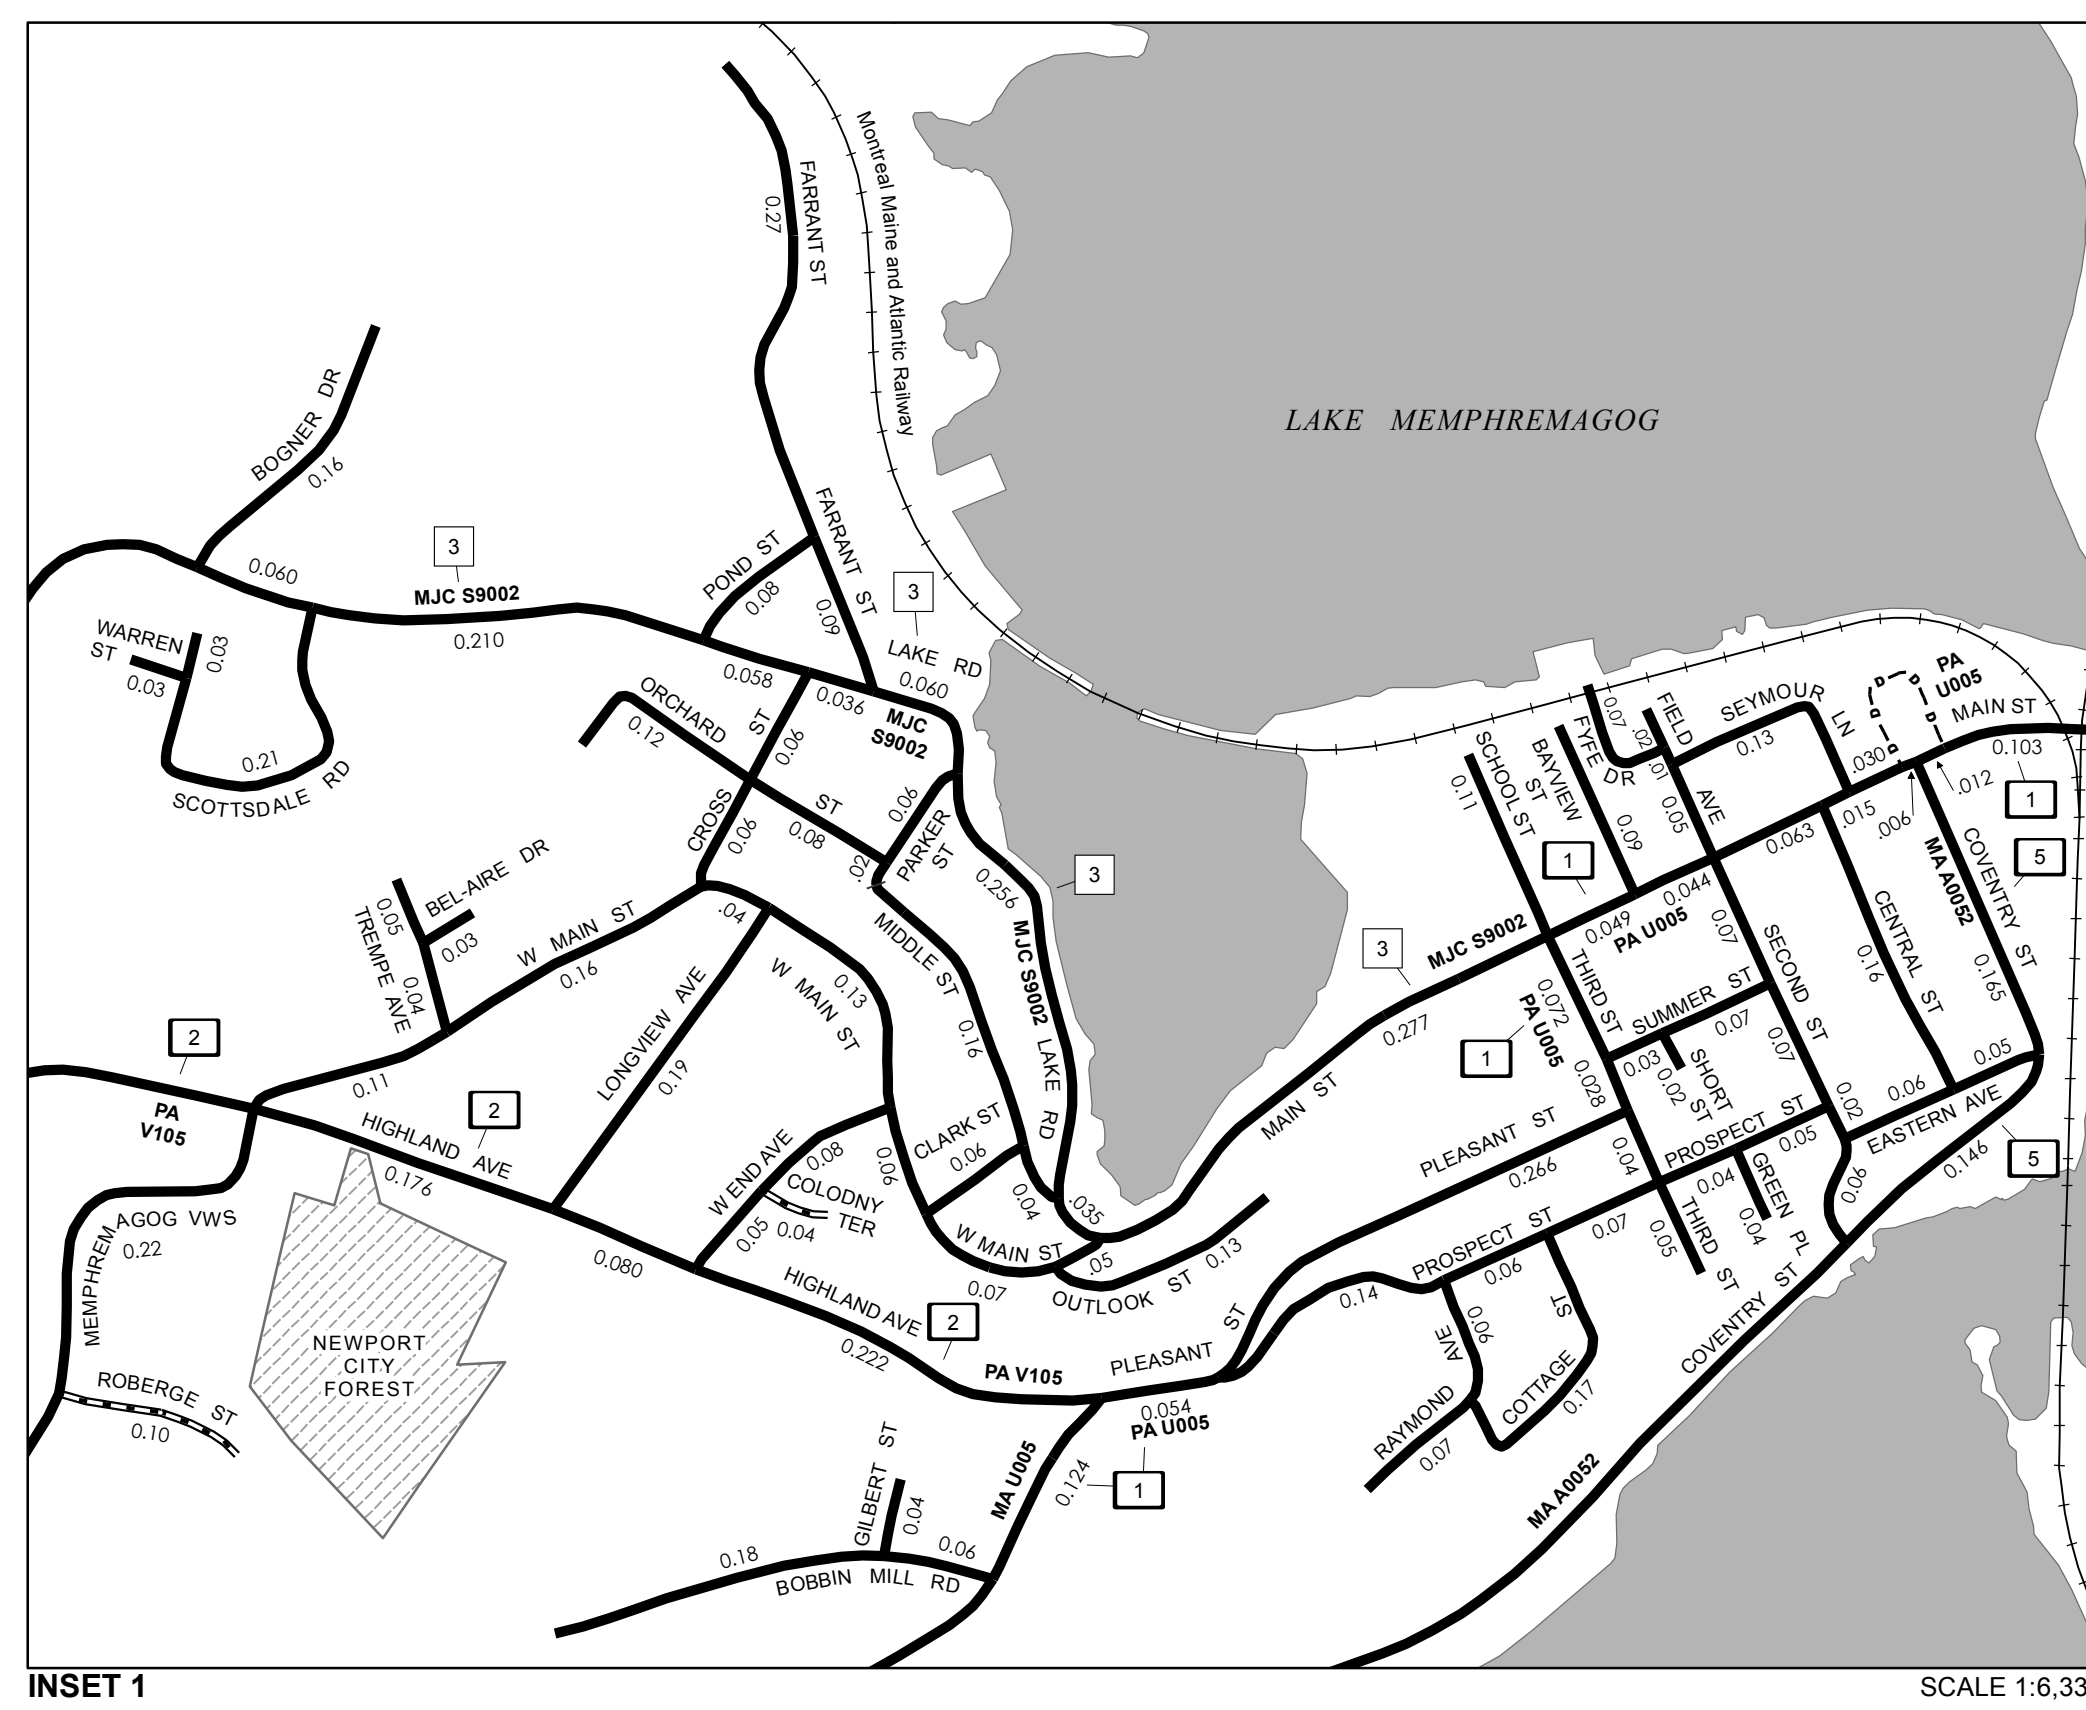 FARRANT ST
0.27
Montreal Maine and Atlantic Railway
LAKE MEMPHREMAGOG
BOGNER DR
0.16
FARRANT ST
0.09
POND ST
0.08
3
MJC S9002
0.060
0.210
3
LAKE RD
0.060
WARREN
ST
0.03
0.03
0.21
SCOTTSDALE RD
0.058
0.036
MJC
S9002
ORCHARD ST
0.12
0.08
CROSS ST
0.06
0.06
0.06
PARKER
ST
.02
0.256
3
MJC S9002 LAKE RD
MIDDLE ST
0.16
0.04
TREMPE AVE
0.05
0.04
BEL-AIRE DR
0.03
W MAIN ST
0.16
.04
0.11
LONGVIEW AVE
0.19
W MAIN ST
0.13
0.06
2
PA
V105
HIGHLAND AVE
2
0.176
0.080
MEMPHREMAGOG VWS
0.22
ROBERGE ST
0.10
NEWPORT
CITY
FOREST
W END AVE
0.08
0.05
COLODNY
TER
0.04
CLARK ST
0.06
W MAIN ST
0.07
.05
.035
OUTLOOK ST
0.13
HIGHLAND AVE
2
0.222
PA V105
PLEASANT ST
0.054
PA U005
1
0.124
MA U005
GILBERT ST
0.04
0.06
0.18
BOBBIN MILL RD
MAIN ST
0.277
3
MJC S9002
SCHOOL ST
0.11
BAYVIEW
ST
0.09
FYFE DR
0.07
.02
.01
FIELD AVE
0.05
SEYMOUR LN
0.13
D
D
D
D
D
D
PA
U005
MAIN ST
0.103
1
.030
.012
.006
.015
0.063
0.044
0.049
PA U005
1
MA A0052
COVENTRY ST
5
0.165
CENTRAL ST
0.16
SECOND ST
0.07
0.07
0.02
THIRD ST
0.072
PA U005
1
0.028
SUMMER ST
0.03
0.07
SHORT
ST
0.02
0.05
0.06
EASTERN AVE
0.146
5
0.06
PLEASANT ST
0.266
0.04
PROSPECT ST
0.04
0.05
GREEN PL
0.04
THIRD ST
0.05
PROSPECT ST
0.14
0.06
0.07
RAYMOND AVE
0.06
0.07
COTTAGE ST
0.17
COVENTRY ST
MA A0052
INSET 1
SCALE 1:6,33